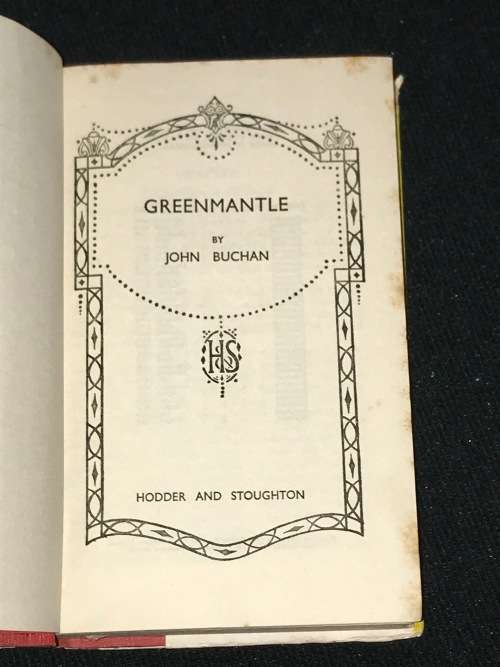 GREENMANTLE
BY
JOHN BUCHAN
HS
HODDER AND STOUGHTON